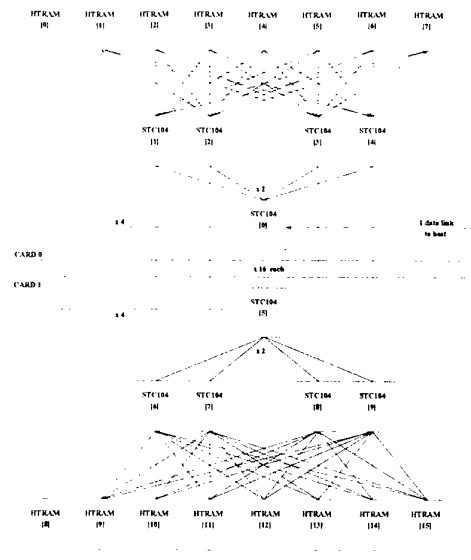 HTRAM HTRAM HTRAM HTRAM HTRAM HTRAM HTRAM HTRAM
[0] [1] [2] [3] [4] [5] [6] [7]
STC104 STC104 STC104 STC104
[1] [2] [3] [4]
x 2
STC104
[0]
x 4
1 data link
to host
CARD 0
x 16 each
CARD 1
STC104
[5]
x 4
x 2
STC104 STC104 STC104 STC104
[6] [7] [8] [9]
HTRAM HTRAM HTRAM HTRAM HTRAM HTRAM HTRAM HTRAM
[8] [9] [10] [11] [12] [13] [14] [15]